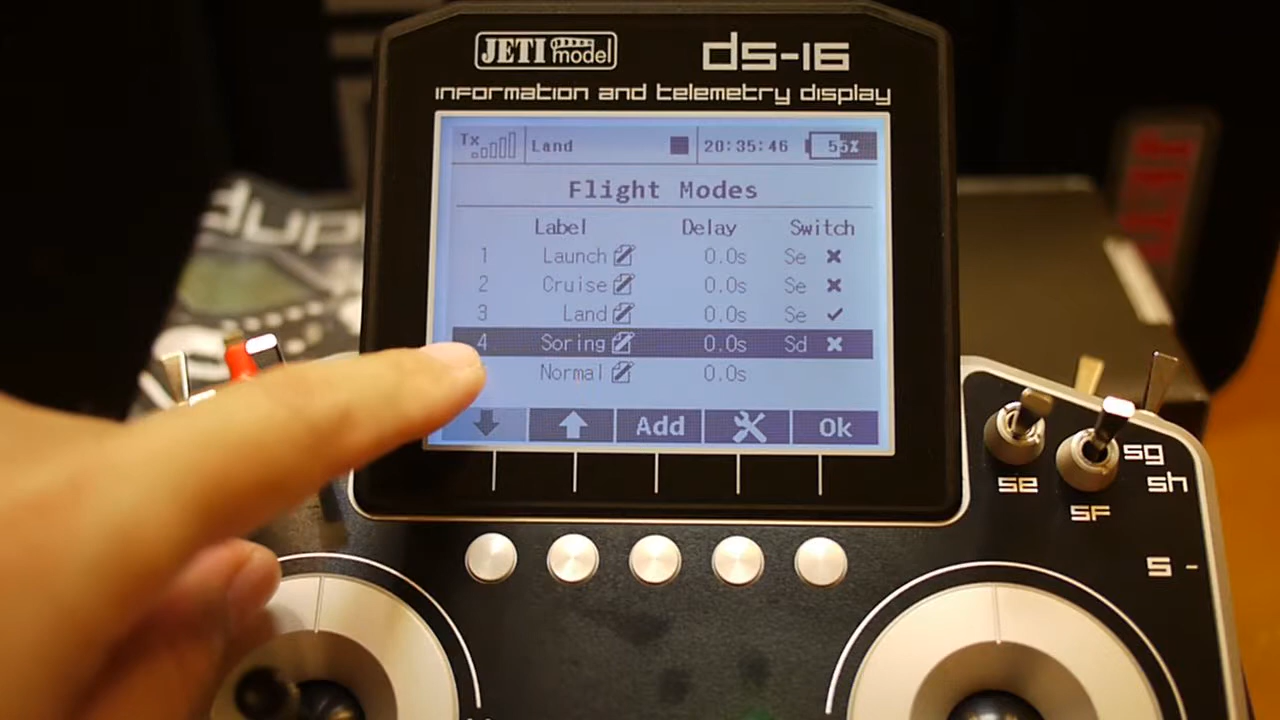 JETI model ds-16
information and telemetry display
Tx Land 20:35:46 55%
Flight Modes
Label Delay Switch
1 Launch 0.0s Se
2 Cruise 0.0s Se
3 Land 0.0s Se
4 Soring 0.0s Sd
Normal 0.0s
Add Ok
sg
se sh
sf
s -